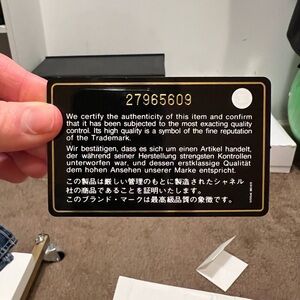 27965609
We certify the authenticity of this item and confirm
that it has been subjected to the most exacting quality
control. Its high quality is a symbol of the fine reputation
of the Trademark.
Wir bestätigen, dass es sich um einen Artikel handelt,
der während seiner Herstellung strengsten Kontrollen
unterworfen war, und dessen erstklassige Qualität
dem hohen Ansehen unserer Marke entspricht.
この製品は厳しい管理のもとに製造されたシャネル
社の商品であることを証明いたします。
このブランド・マークは最高級品質の象徴です。